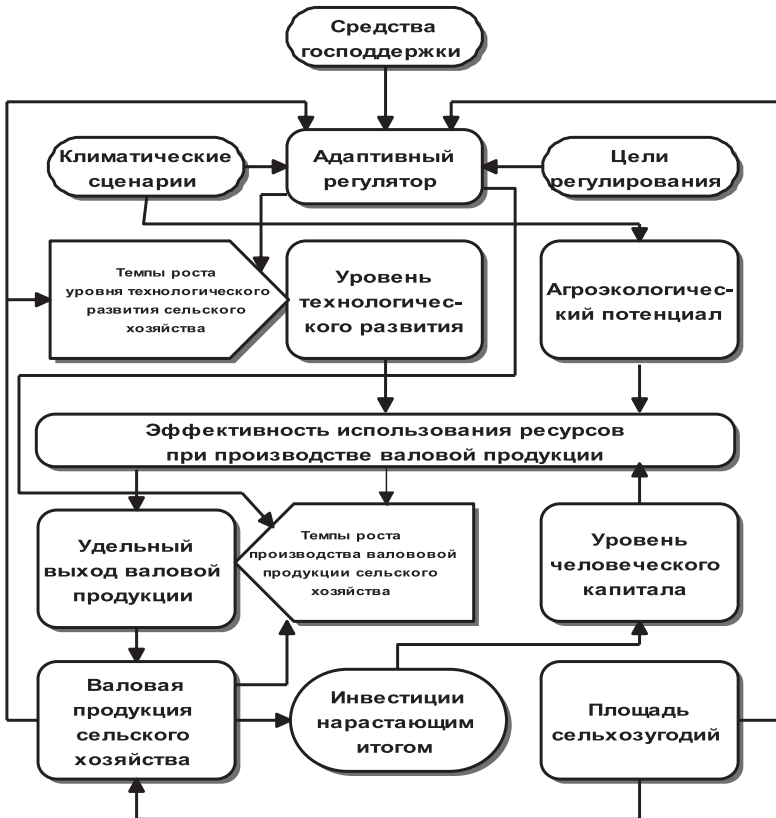 Средства
господдержки
Климатические
сценарии
Адаптивный
регулятор
Цели
регулирования
Темпы роста
уровня технологического
развития сельского
хозяйства
Уровень
технологичес-
кого развития
Агроэкологичес-
кий потенциал
Эффективность использования ресурсов
при производстве валовой продукции
Удельный
выход валовой
продукции
Темпы роста
производства валововой
продукции сельского
хозяйства
Уровень
человеческого
капитала
Валовая
продукция
сельского
хозяйства
Инвестиции
нарастающим
итогом
Площадь
сельхозугодий